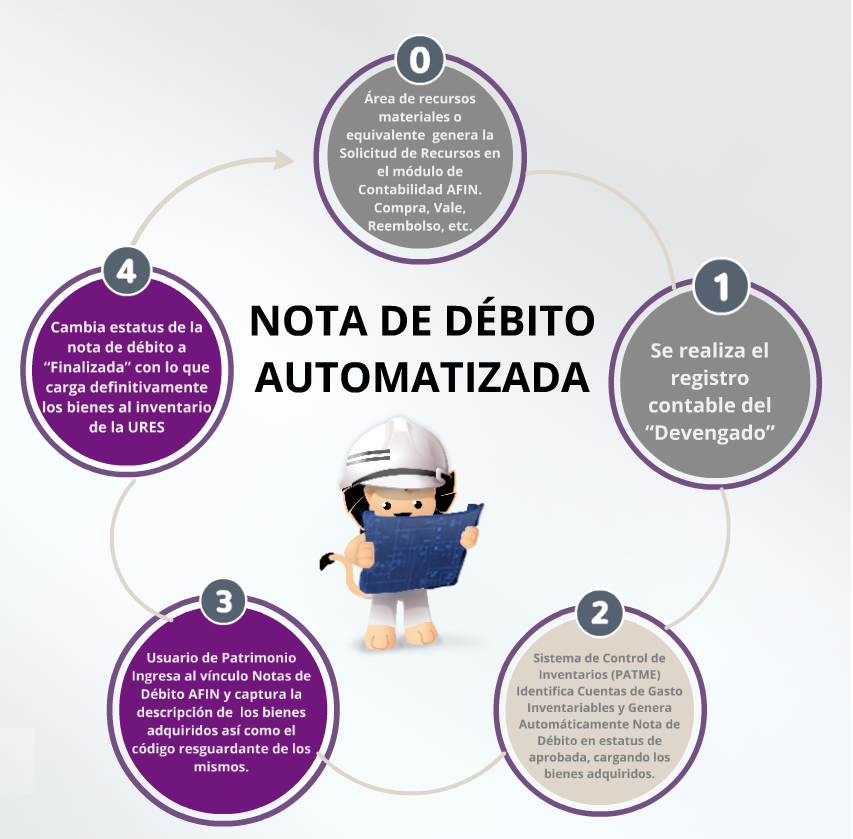 0
Área de recursos
materiales o
equivalente genera la
Solicitud de Recursos en
el módulo de
Contabilidad AFIN.
Compra, Vale,
Reembolso, etc.
1
Se realiza el
registro
contable del
“Devengado”
2
Sistema de Control de
Inventarios (PATME)
Identifica Cuentas de Gasto
Inventariables y Genera
Automáticamente Nota de
Débito en estatus de
aprobada, cargando los
bienes adquiridos.
3
Usuario de Patrimonio
Ingresa al vínculo Notas de
Débito AFIN y captura la
descripción de los bienes
adquiridos así como el
código resguardante de los
mismos.
4
Cambia estatus de la
nota de débito a
“Finalizada” con lo que
carga definitivamente
los bienes al inventario
de la URES
NOTA DE DÉBITO
AUTOMATIZADA